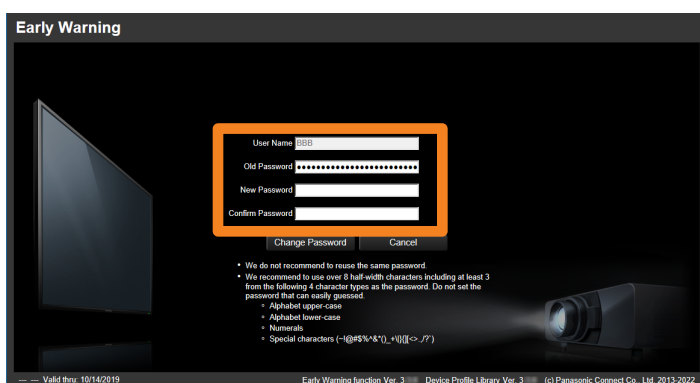 Early Warning
User Name BBB
Old Password ●●●●●●●●●●●●●●●●●●●●●●●●●
New Password
Confirm Password
Change Password Cancel
• We do not recommend to reuse the same password.
• We recommend to use over 8 half-width characters including at least 3
from the following 4 character types as the password. Do not set the
password that can easily guessed.
◦ Alphabet upper-case
◦ Alphabet lower-case
◦ Numerals
◦ Special characters (~!@#$%^&*()_+\|{}[]<>.,/?`)
--- --- Valid thru: 10/14/2019 Early Warning function Ver. 3 Device Profile Library Ver. 3 (c) Panasonic Connect Co., Ltd. 2013-2022